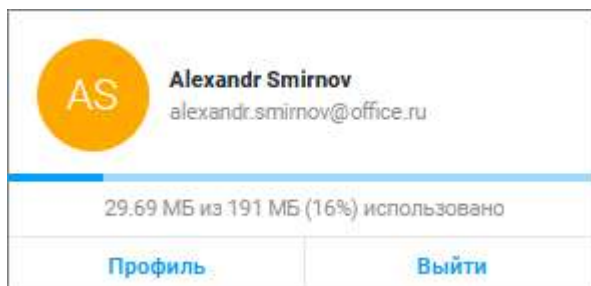 AS
Alexandr Smirnov
alexandr.smirnov@office.ru
29.69 МБ из 191 МБ (16%) использовано
Профиль
Выйти